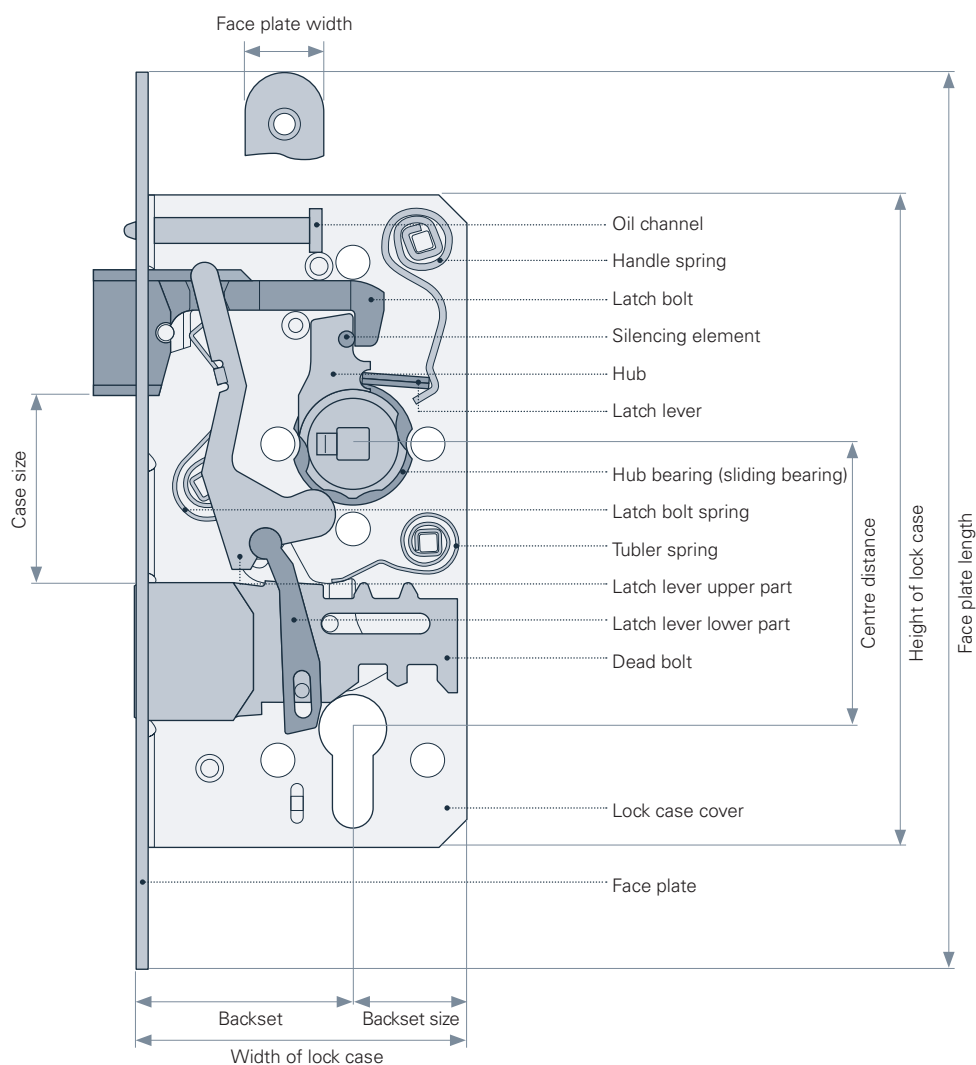 Face plate width
Oil channel
Handle spring
Latch bolt
Silencing element
Hub
Latch lever
Hub bearing (sliding bearing)
Latch bolt spring
Tubler spring
Latch lever upper part
Latch lever lower part
Dead bolt
Lock case cover
Face plate
Case size
Centre distance
Height of lock case
Face plate length
Backset
Backset size
Width of lock case